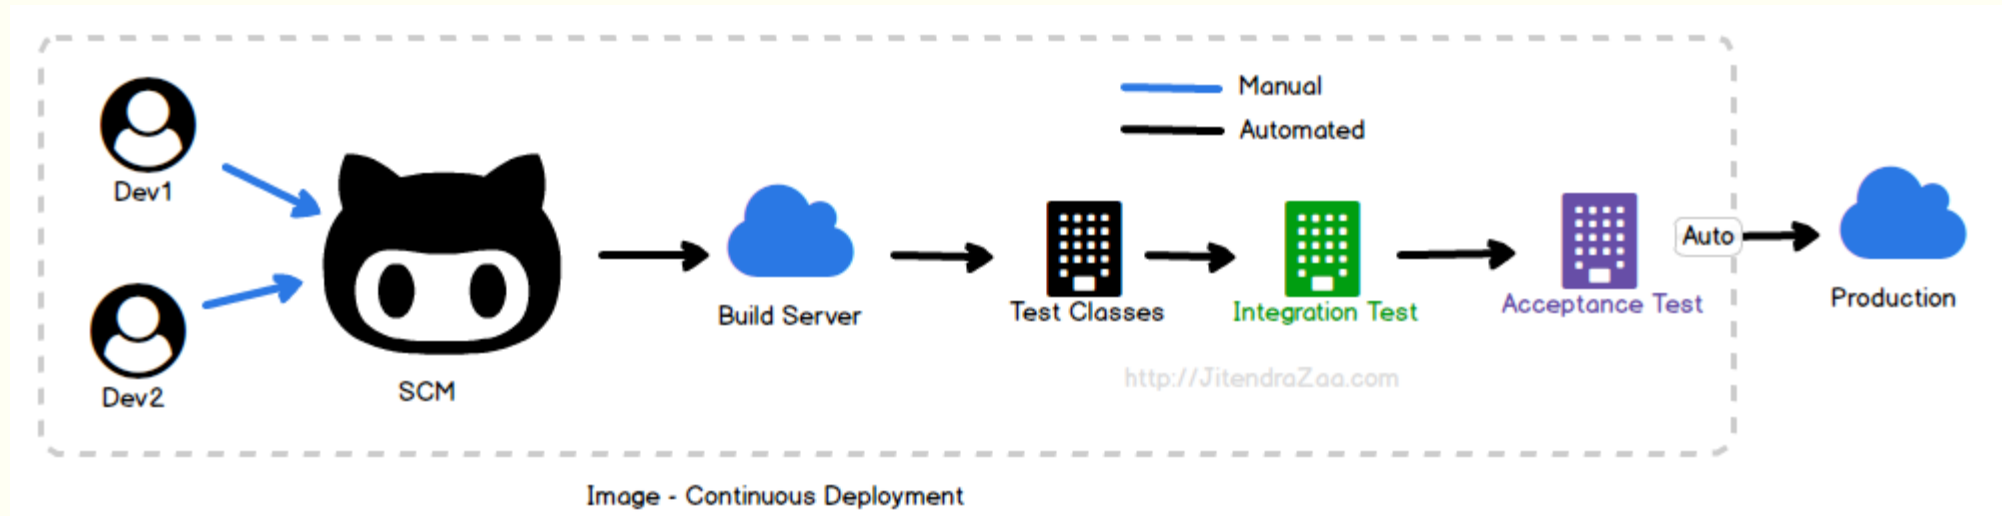 Manual
Automated
Dev1
Dev2
SCM
Build Server
Test Classes
Integration Test
Acceptance Test
Auto
Production
http://JitendraZaa.com
Image - Continuous Deployment